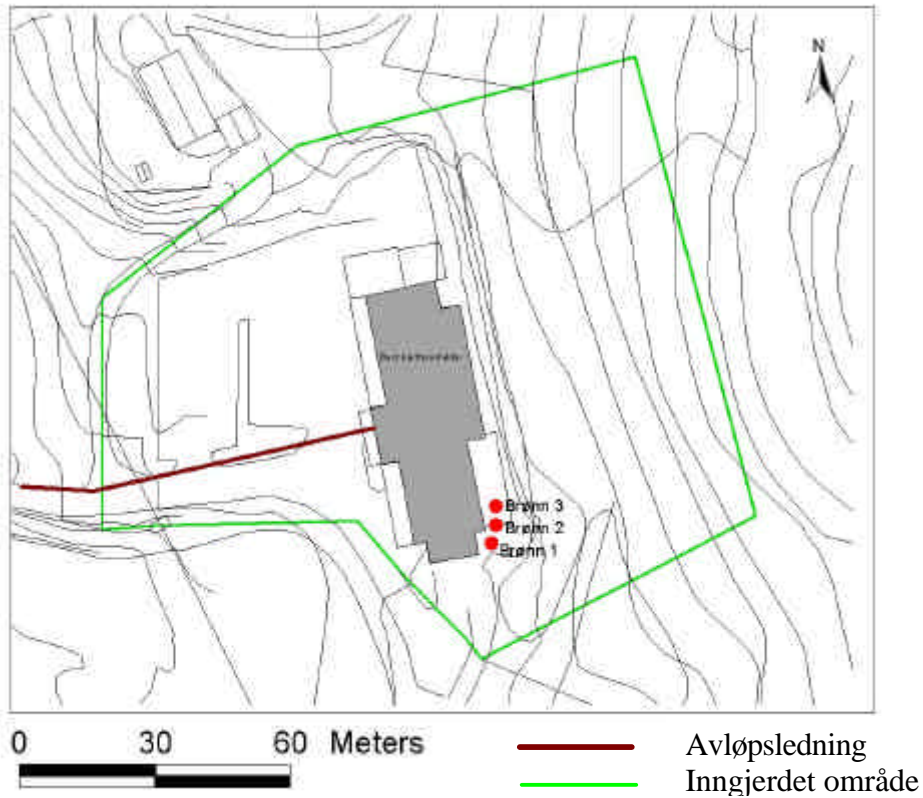 N
Brønn 3
Brønn 2
Brønn 1
0 30 60 Meters
Avløpsledning
Inngjerdet område